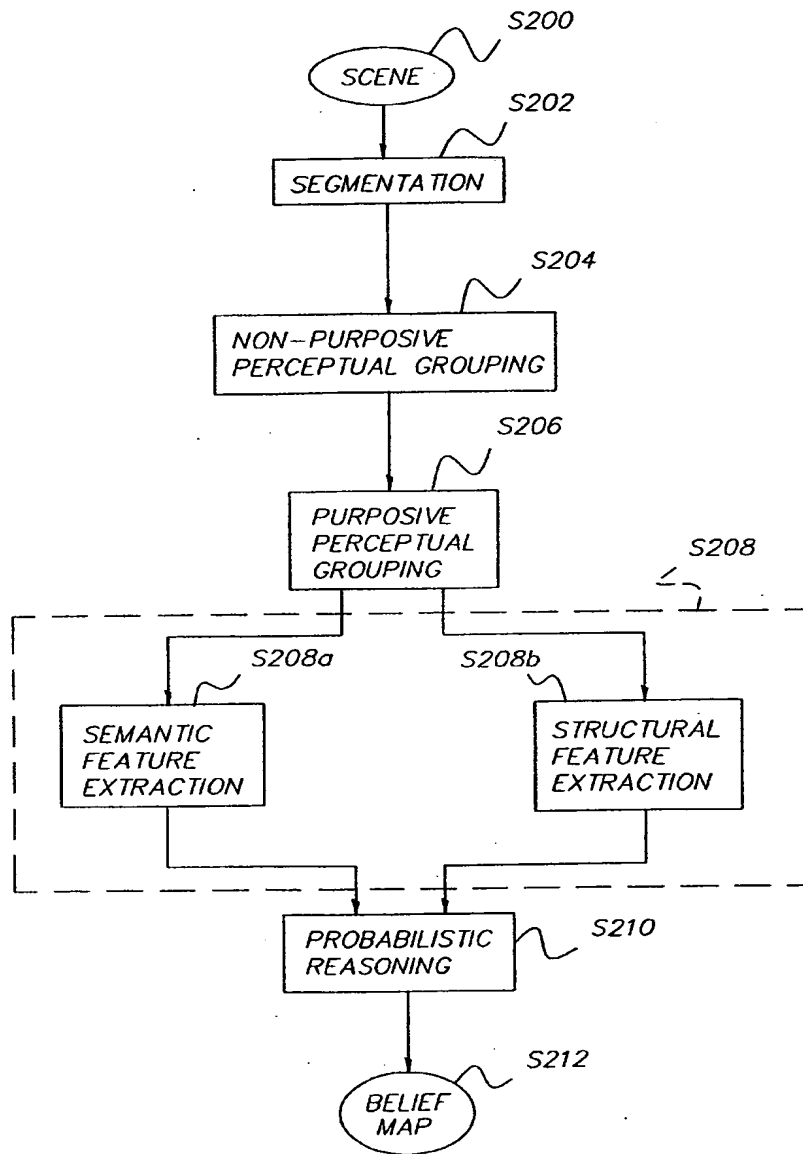 S200
SCENE
S202
SEGMENTATION
S204
NON-PURPOSIVE
PERCEPTUAL GROUPING
S206
PURPOSIVE
PERCEPTUAL
GROUPING
S208
S208a
S208b
SEMANTIC
FEATURE
EXTRACTION
STRUCTURAL
FEATURE
EXTRACTION
S210
PROBABILISTIC
REASONING
S212
BELIEF
MAP